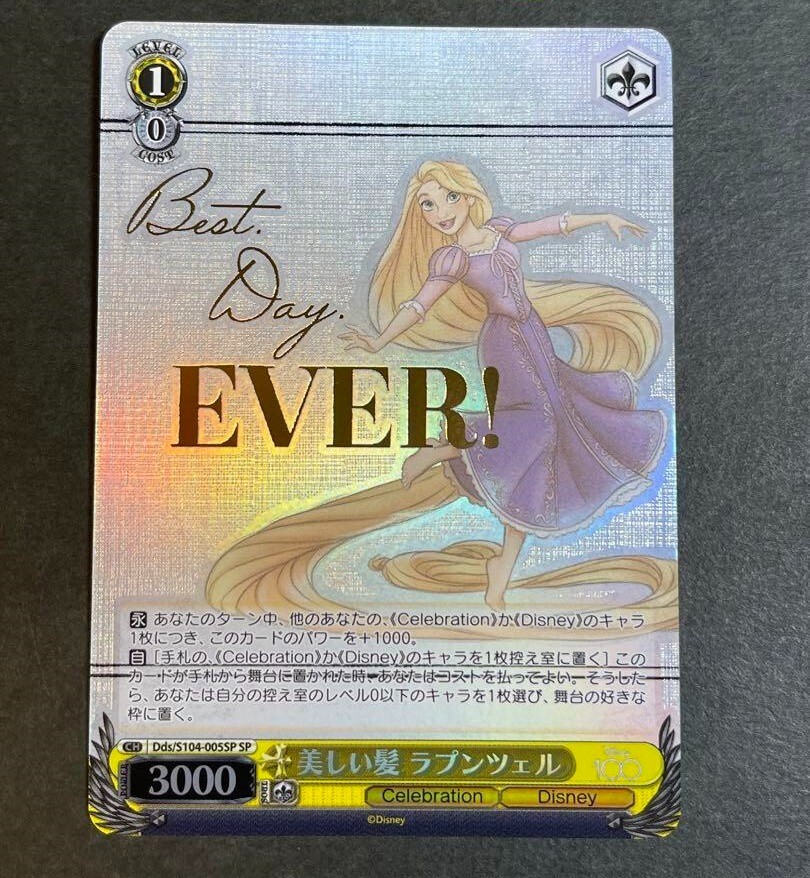 LEVEL
1
0
COST
Best.
Day.
EVER!
永 あなたのターン中、他のあなたの、《Celebration》か《Disney》のキャラ
1枚につき、このカードのパワーを+1000。
自 [手札の、《Celebration》か《Disney》のキャラを1枚控え室に置く] この
カードが手札から舞台に置かれた時、あなたはコストを払ってよい。そうした
ら、あなたは自分の控え室のレベル0以下のキャラを1枚選び、舞台の好きな
枠に置く。
CH Dds/S104-005SP SP
美しい髪 ラプンツェル
100
POWER 3000 SOUL
Celebration Disney
©Disney